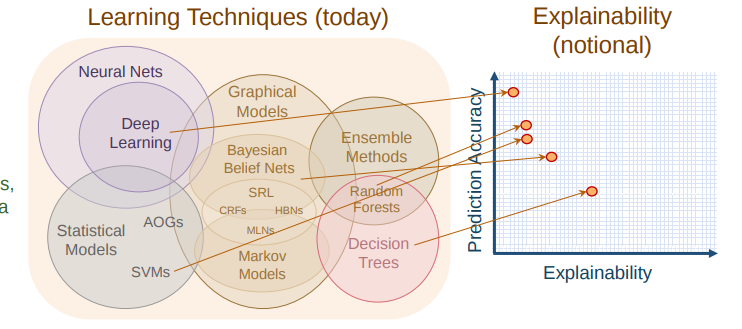 Learning Techniques (today)
Explainability
(notional)
Neural Nets
Graphical
Models
Deep
Learning
Ensemble
Methods
Bayesian
Belief Nets
SRL
Random
Forests
CRFs
HBNs
AOGs
MLNs
Statistical
Models
Decision
Trees
Markov
Models
SVMs
s,
a
Prediction Accuracy
Explainability